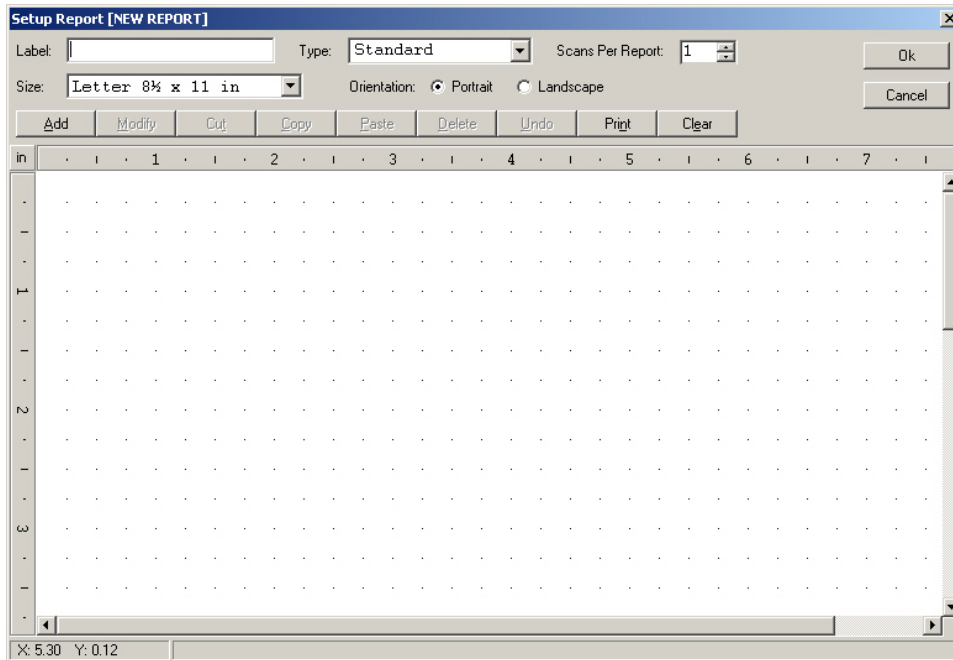 Setup Report [NEW REPORT]
Label: Type: Standard Scans Per Report: 1 Ok
Size: Letter 8½ x 11 in Orientation: Portrait Landscape Cancel
Add Modify Cut Copy Paste Delete Undo Print Clear
in 1 2 3 4 5 6 7
1
2
3
X: 5.30 Y: 0.12